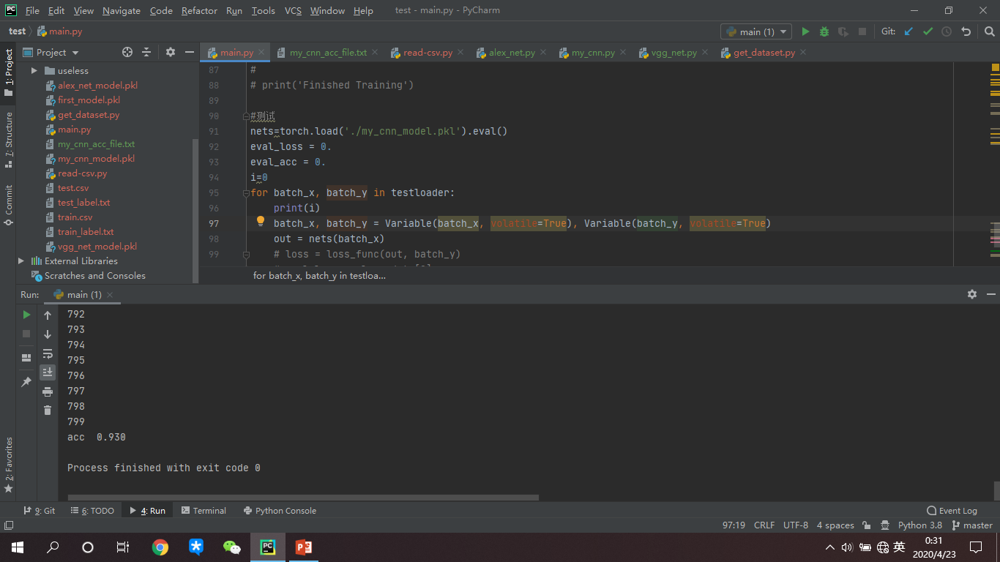 File Edit View Navigate Code Refactor Run Tools VCS Window Help test - main.py - PyCharm
test main.py main (1) Git:
Project main.py my_cnn_acc_file.txt read-csv.py alex_net.py my_cnn.py vgg_net.py get_dataset.py
1: Project
7: Structure
Commit
2: Favorites
useless
alex_net_model.pkl
first_model.pkl
get_dataset.py
main.py
my_cnn_acc_file.txt
my_cnn_model.pkl
read-csv.py
test.csv
test_label.txt
train.csv
train_label.txt
vgg_net_model.pkl
External Libraries
Scratches and Consoles
87 #
88 # print('Finished Training')
89
90 #测试
91 nets=torch.load('./my_cnn_model.pkl').eval()
92 eval_loss = 0.
93 eval_acc = 0.
94 i=0
95 for batch_x, batch_y in testloader:
96 print(i)
97 batch_x, batch_y = Variable(batch_x, volatile=True), Variable(batch_y, volatile=True)
98 out = nets(batch_x)
99 # loss = loss_func(out, batch_y)
for batch_x, batch_y in testloa...
Run: main (1)
792
793
794
795
796
797
798
799
acc 0.930
Process finished with exit code 0
9: Git 6: TODO 4: Run Terminal Python Console Event Log
97:19 CRLF UTF-8 4 spaces Python 3.8 master
英 0:31
2020/4/23